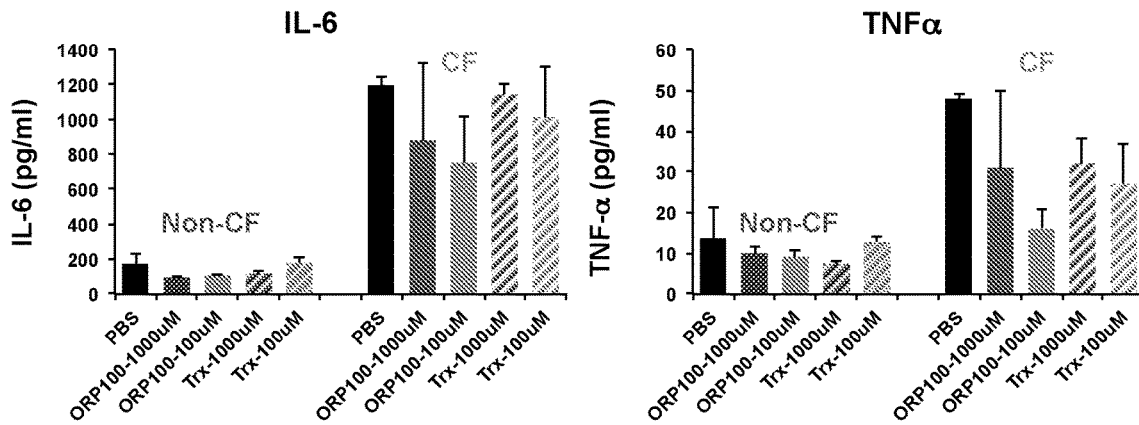 IL-6
IL-6 (pg/ml)
1400
1200
1000
800
600
400
200
0
Non-CF
CF
PBS
ORP100-1000uM
ORP100-100uM
Trx-1000uM
Trx-100uM
PBS
ORP100-1000uM
ORP100-100uM
Trx-1000uM
Trx-100uM
TNFα
TNF-α (pg/ml)
60
50
40
30
20
10
0
Non-CF
CF
PBS
ORP100-1000uM
ORP100-100uM
Trx-1000uM
Trx-100uM
PBS
ORP100-1000uM
ORP100-100uM
Trx-1000uM
Trx-100uM